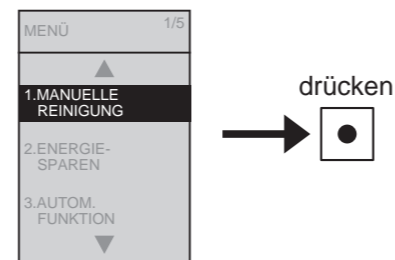 MENÜ 1/5
1.MANUELLE
REINIGUNG
2.ENERGIE-
SPAREN
3.AUTOM.
FUNKTION
drücken